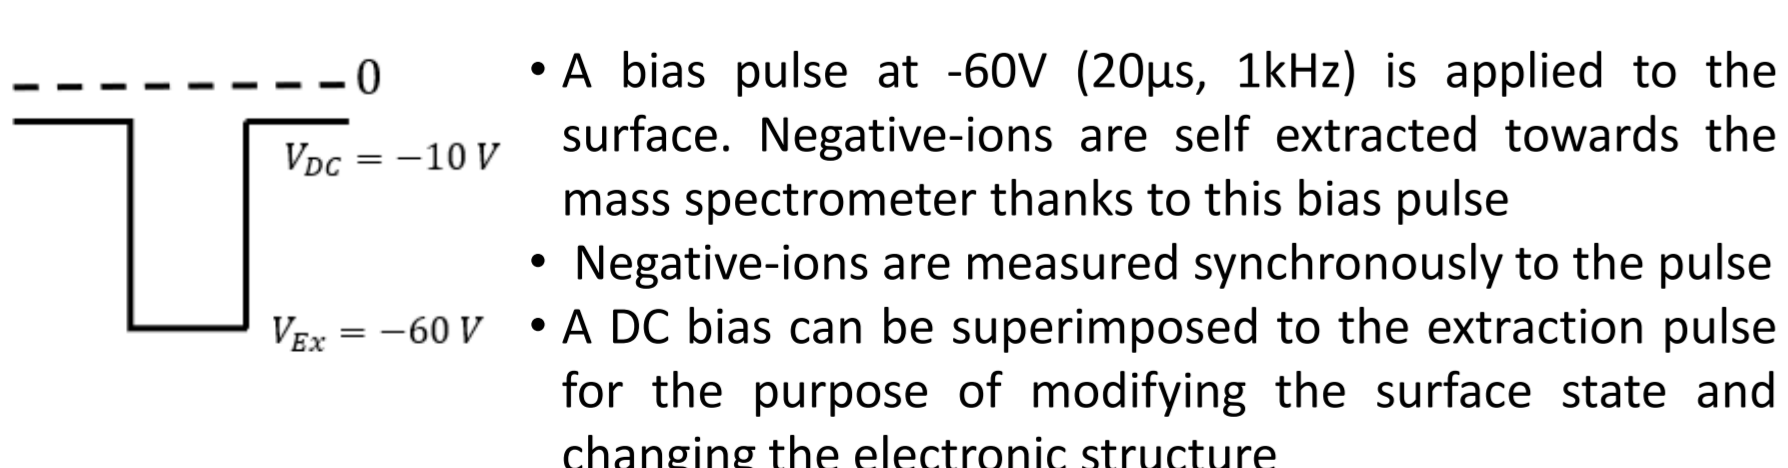 0
V_DC = −10 V
V_Ex = −60 V
• A bias pulse at -60V (20µs, 1kHz) is applied to the
surface. Negative-ions are self extracted towards the
mass spectrometer thanks to this bias pulse
• Negative-ions are measured synchronously to the pulse
• A DC bias can be superimposed to the extraction pulse
for the purpose of modifying the surface state and
changing the electronic structure